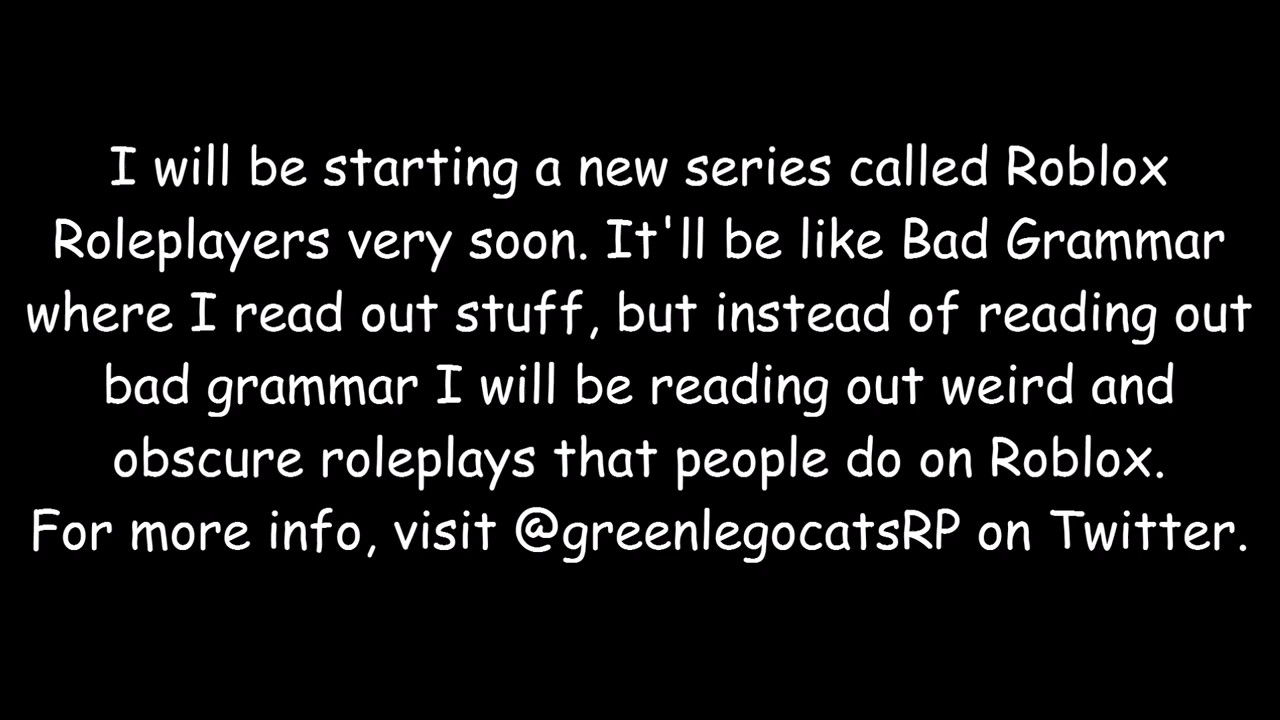 I will be starting a new series called Roblox
Roleplayers very soon. It'll be like Bad Grammar
where I read out stuff, but instead of reading out
bad grammar I will be reading out weird and
obscure roleplays that people do on Roblox.
For more info, visit @greenlegocatsRP on Twitter.